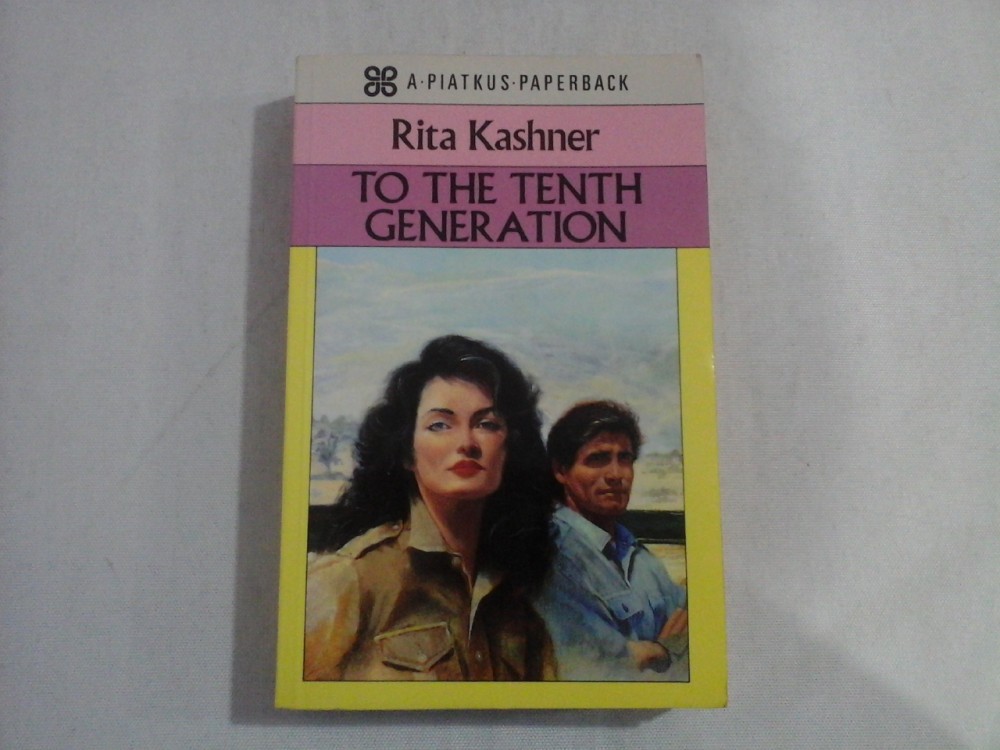 A·PIATKUS·PAPERBACK
Rita Kashner
TO THE TENTH
GENERATION